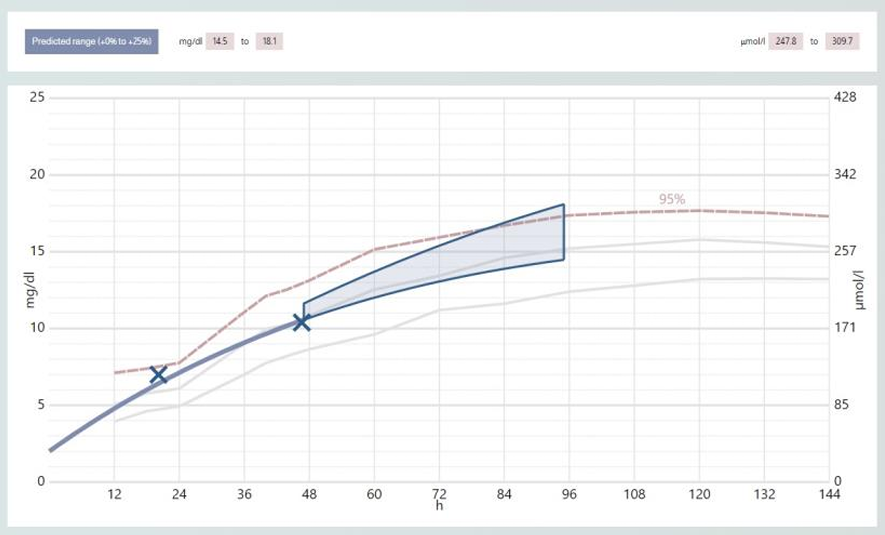 Predicted range (+0% to +25%) mg/dl 14.5 to 18.1 µmol/l 247.8 to 309.7
25 428
20 342
95%
15 257
mg/dl µmol/l
10 171
5 85
0 0
12 24 36 48 60 72 84 96 108 120 132 144
h